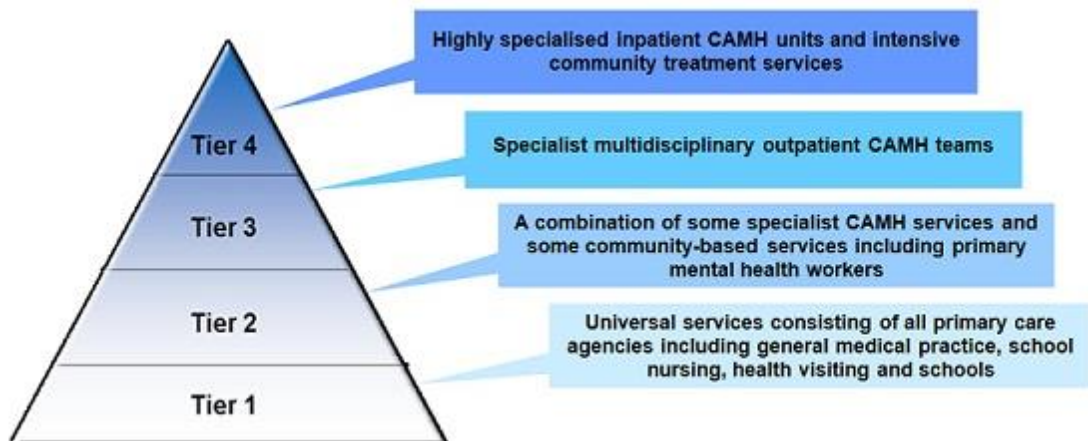 Highly specialised inpatient CAMH units and intensive
community treatment services
Tier 4
Specialist multidisciplinary outpatient CAMH teams
Tier 3
A combination of some specialist CAMH services and
some community-based services including primary
mental health workers
Tier 2
Universal services consisting of all primary care
agencies including general medical practice, school
nursing, health visiting and schools
Tier 1